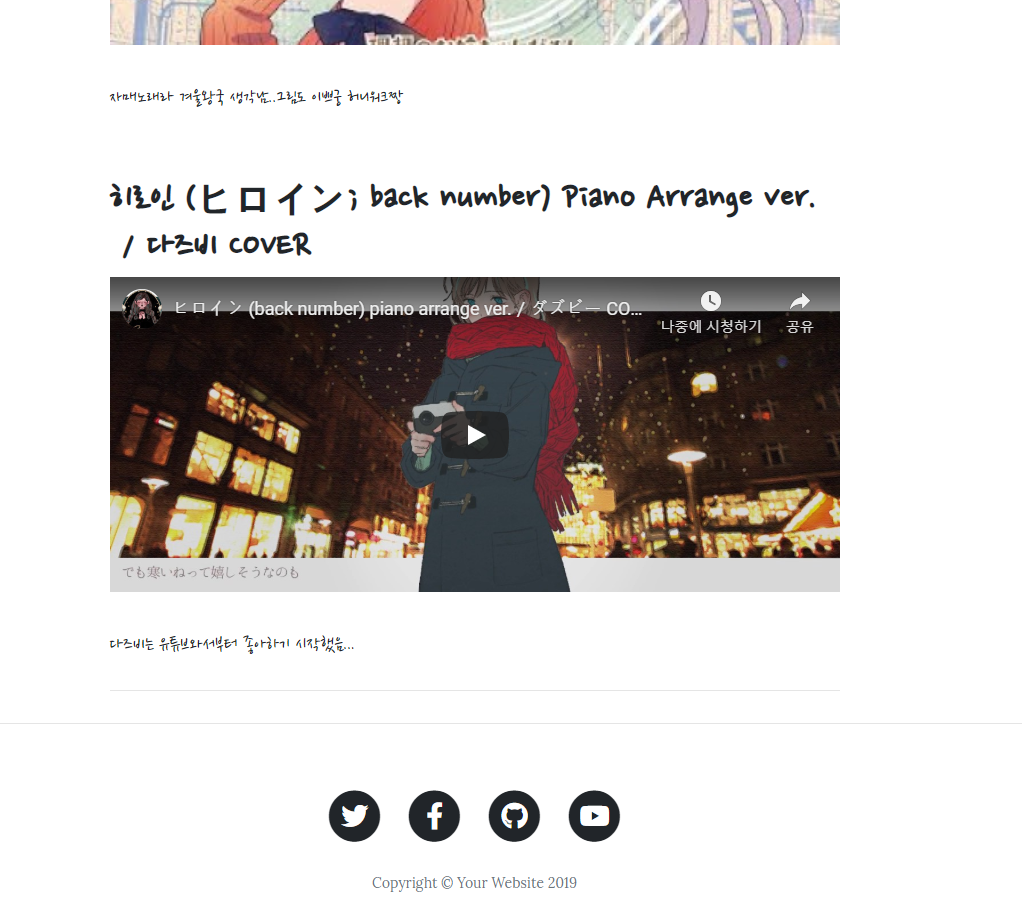 자매노래라 겨울왕국 생각남..그림도 이쁘쿵 허니워크짱
히로인 (ヒロイン; back number) Piano Arrange ver.
/ 다즈비 COVER
ヒロイン (back number) piano arrange ver. / ダズビー CO...
나중에 시청하기
공유
でも寒いねって嬉しそうなのも
다즈비는 유튜브와서부터 좋아하기 시작했음...
Copyright © Your Website 2019